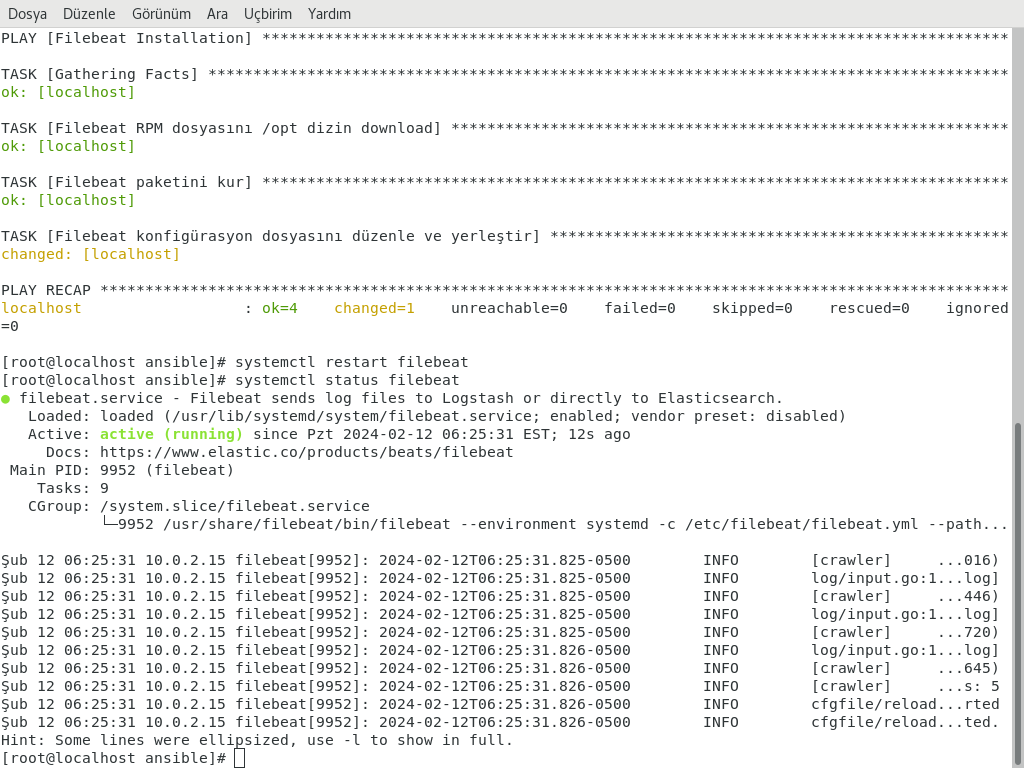 Dosya Düzenle Görünüm Ara Uçbirim Yardım
PLAY [Filebeat Installation] ***********************************************************************************
TASK [Gathering Facts] *****************************************************************************************
ok: [localhost]
TASK [Filebeat RPM dosyasını /opt dizin download] **************************************************************
ok: [localhost]
TASK [Filebeat paketini kur] ***********************************************************************************
ok: [localhost]
TASK [Filebeat konfigürasyon dosyasını düzenle ve yerleştir] ***************************************************
changed: [localhost]
PLAY RECAP *****************************************************************************************************
localhost                  : ok=4    changed=1    unreachable=0    failed=0    skipped=0    rescued=0    ignored
=0
[root@localhost ansible]# systemctl restart filebeat
[root@localhost ansible]# systemctl status filebeat
● filebeat.service - Filebeat sends log files to Logstash or directly to Elasticsearch.
Loaded: loaded (/usr/lib/systemd/system/filebeat.service; enabled; vendor preset: disabled)
Active: active (running) since Pzt 2024-02-12 06:25:31 EST; 12s ago
Docs: https://www.elastic.co/products/beats/filebeat
Main PID: 9952 (filebeat)
Tasks: 9
CGroup: /system.slice/filebeat.service
└─9952 /usr/share/filebeat/bin/filebeat --environment systemd -c /etc/filebeat/filebeat.yml --path...
Şub 12 06:25:31 10.0.2.15 filebeat[9952]: 2024-02-12T06:25:31.825-0500        INFO        [crawler]     ...016)
Şub 12 06:25:31 10.0.2.15 filebeat[9952]: 2024-02-12T06:25:31.825-0500        INFO        log/input.go:1...log]
Şub 12 06:25:31 10.0.2.15 filebeat[9952]: 2024-02-12T06:25:31.825-0500        INFO        [crawler]     ...446)
Şub 12 06:25:31 10.0.2.15 filebeat[9952]: 2024-02-12T06:25:31.825-0500        INFO        log/input.go:1...log]
Şub 12 06:25:31 10.0.2.15 filebeat[9952]: 2024-02-12T06:25:31.825-0500        INFO        [crawler]     ...720)
Şub 12 06:25:31 10.0.2.15 filebeat[9952]: 2024-02-12T06:25:31.826-0500        INFO        log/input.go:1...log]
Şub 12 06:25:31 10.0.2.15 filebeat[9952]: 2024-02-12T06:25:31.826-0500        INFO        [crawler]     ...645)
Şub 12 06:25:31 10.0.2.15 filebeat[9952]: 2024-02-12T06:25:31.826-0500        INFO        [crawler]     ...s: 5
Şub 12 06:25:31 10.0.2.15 filebeat[9952]: 2024-02-12T06:25:31.826-0500        INFO        cfgfile/reload...rted
Şub 12 06:25:31 10.0.2.15 filebeat[9952]: 2024-02-12T06:25:31.826-0500        INFO        cfgfile/reload...ted.
Hint: Some lines were ellipsized, use -l to show in full.
[root@localhost ansible]#